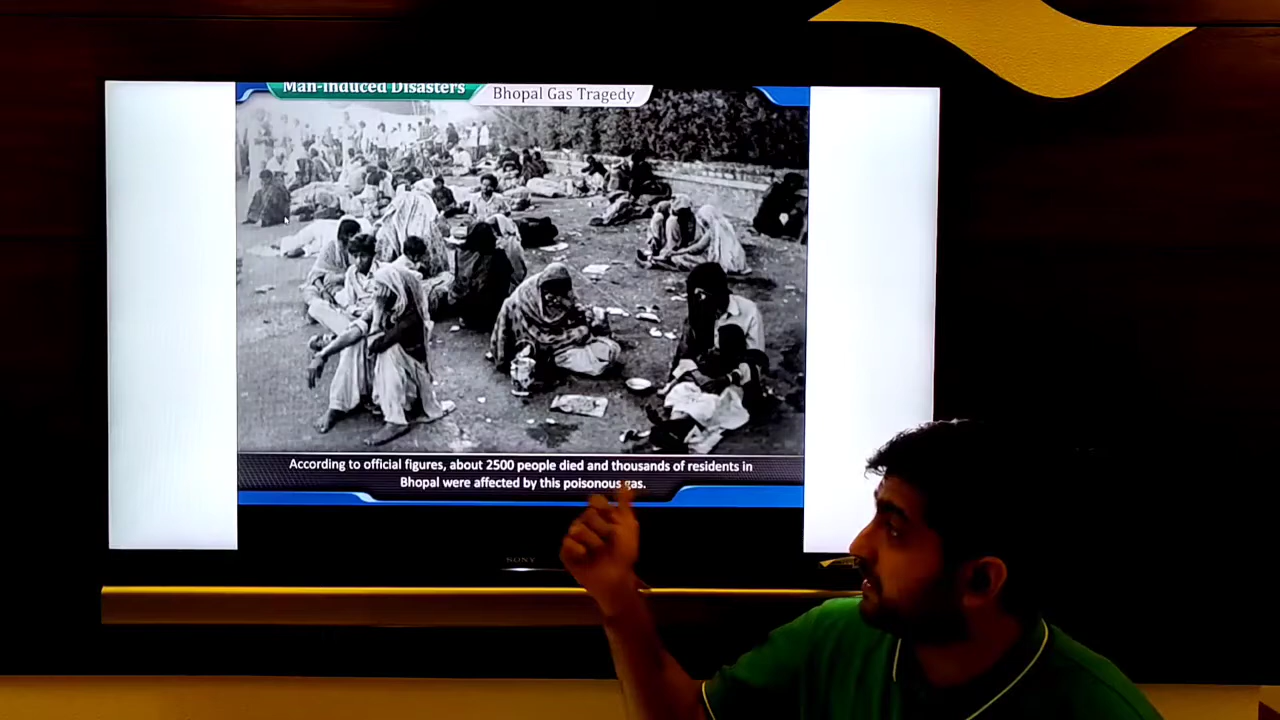 Man-induced Disasters
Bhopal Gas Tragedy
According to official figures, about 2500 people died and thousands of residents in
Bhopal were affected by this poisonous gas.
SONY